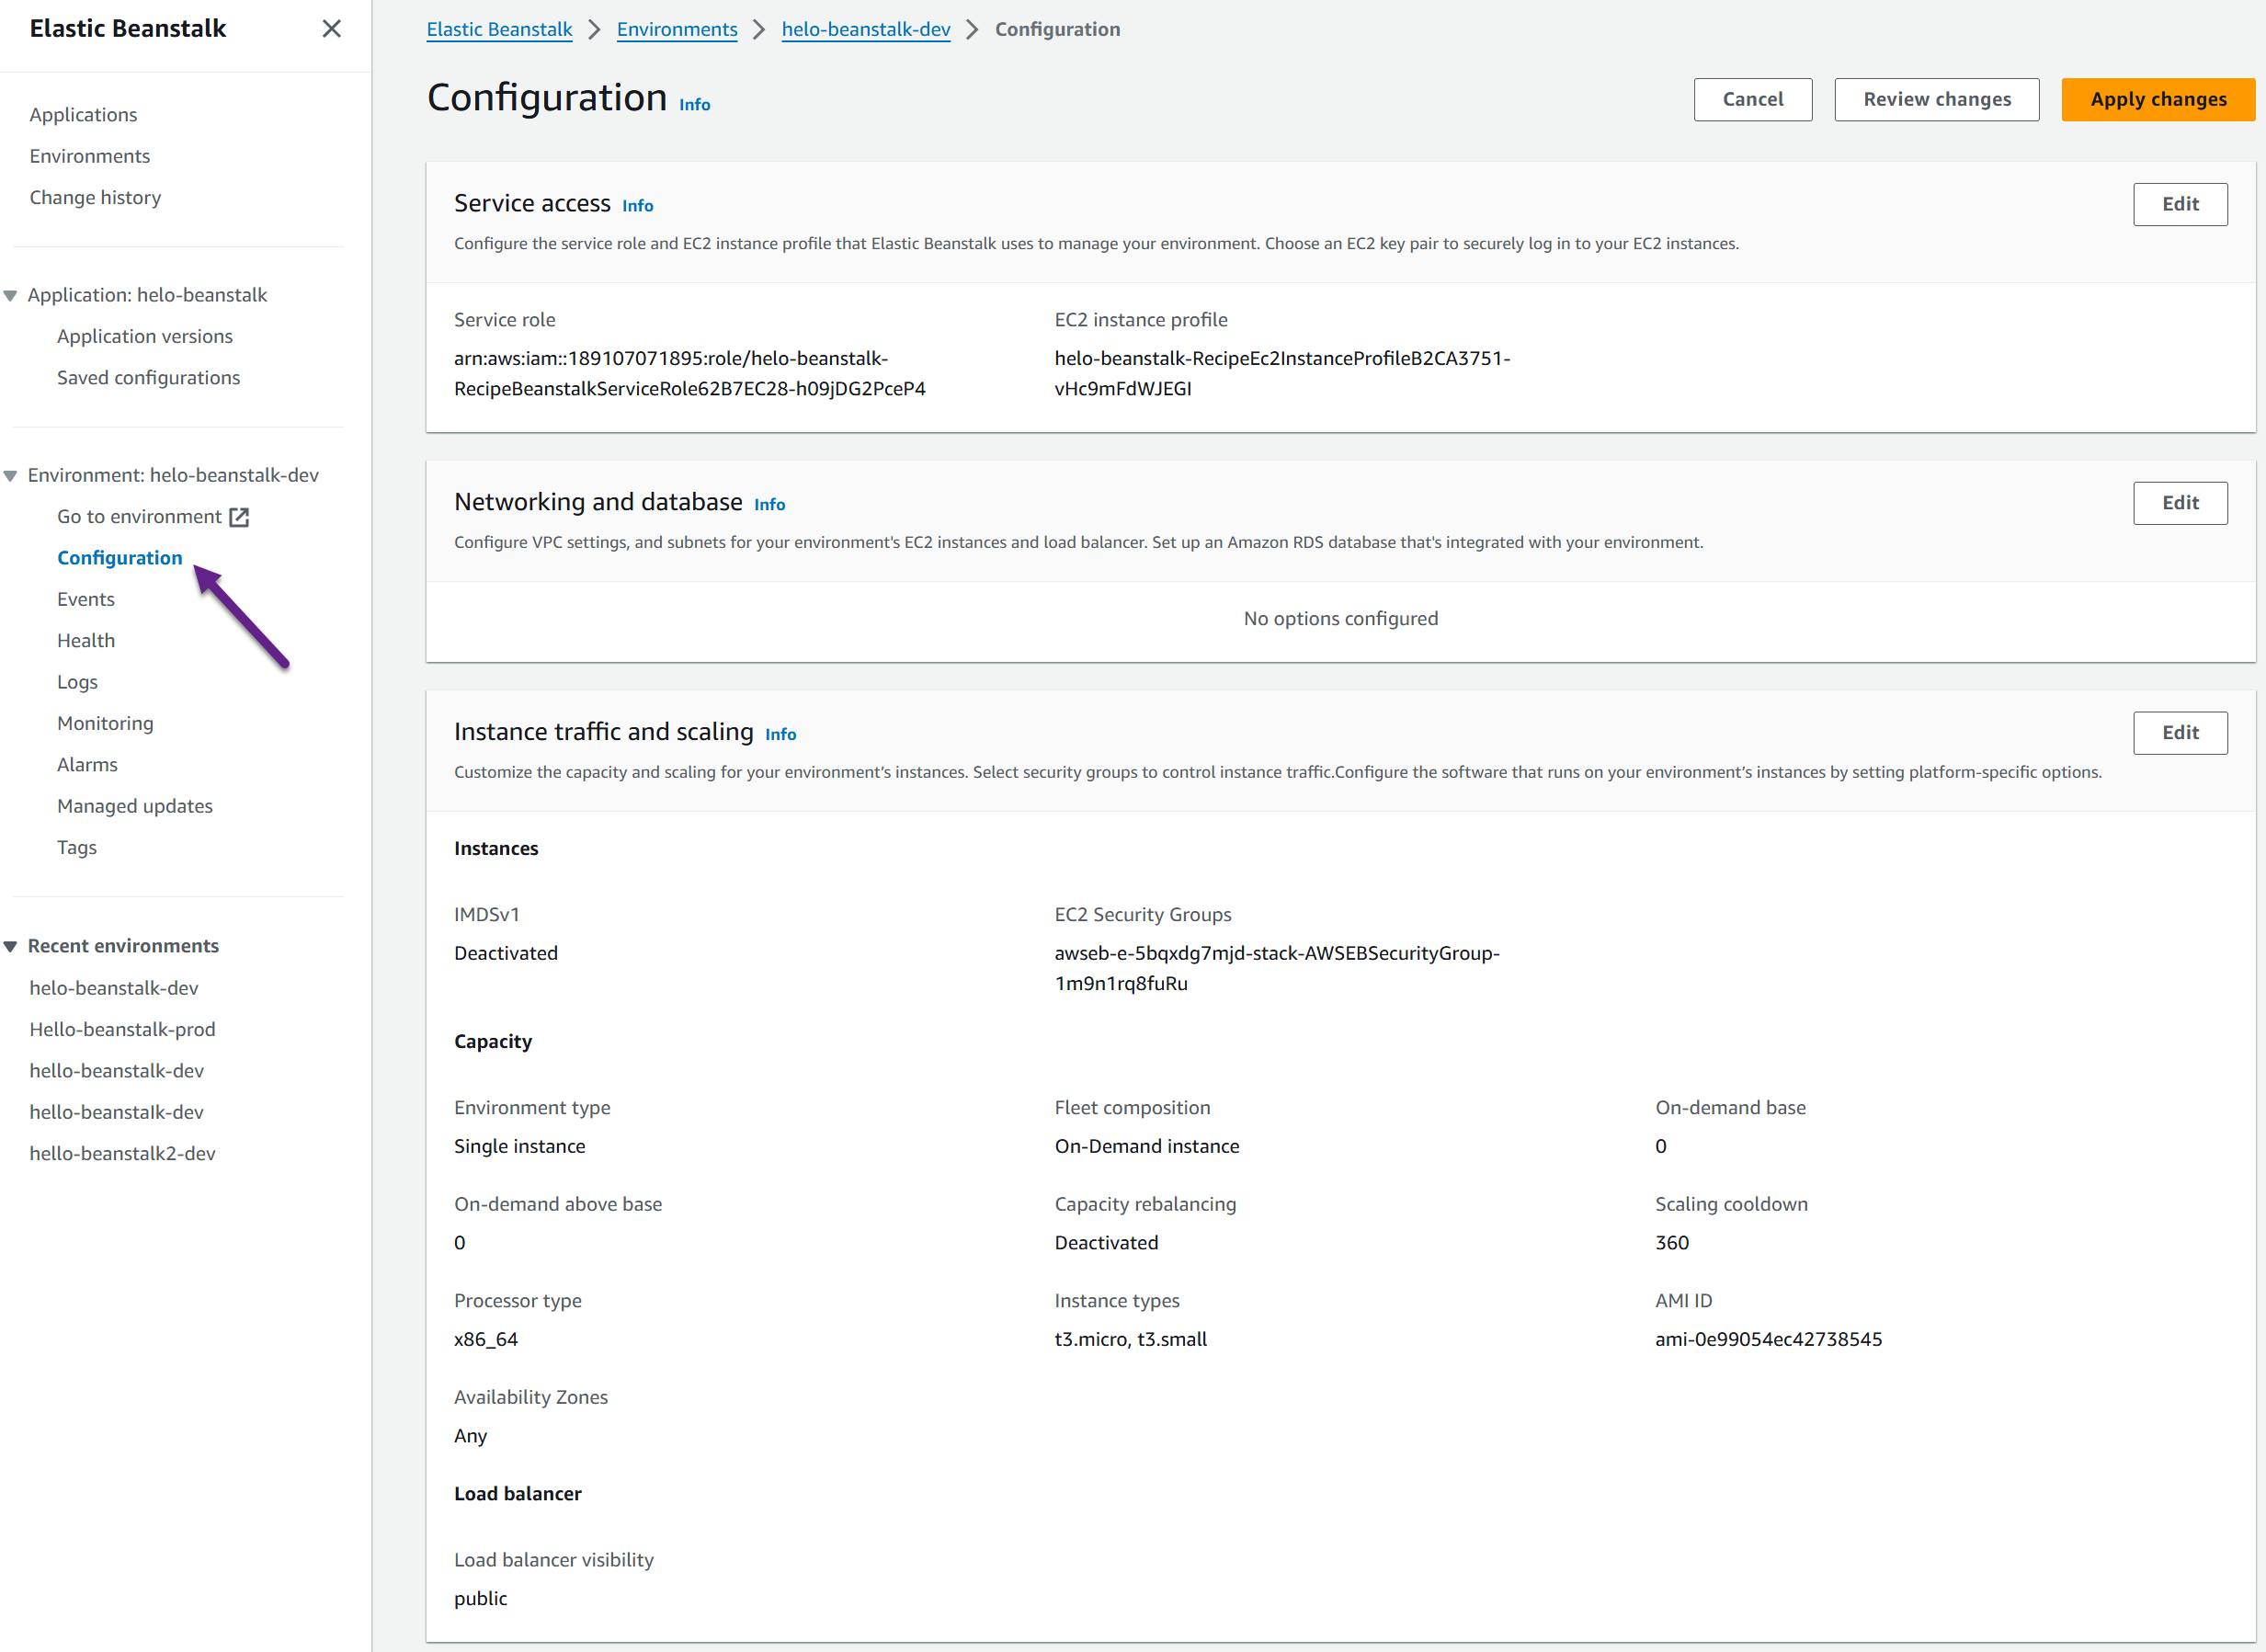 Elastic Beanstalk
Applications
Environments
Change history
Application: helo-beanstalk
Application versions
Saved configurations
Environment: helo-beanstalk-dev
Go to environment
Configuration
Events
Health
Logs
Monitoring
Alarms
Managed updates
Tags
Recent environments
helo-beanstalk-dev
Hello-beanstalk-prod
hello-beanstalk-dev
hello-beanstaIk-dev
hello-beanstalk2-dev
Elastic Beanstalk > Environments > helo-beanstalk-dev > Configuration
Configuration Info
Cancel Review changes Apply changes
Service access Info
Edit
Configure the service role and EC2 instance profile that Elastic Beanstalk uses to manage your environment. Choose an EC2 key pair to securely log in to your EC2 instances.
Service role
arn:aws:iam::189107071895:role/helo-beanstalk-
RecipeBeanstalkServiceRole62B7EC28-h09jDG2PceP4
EC2 instance profile
helo-beanstalk-RecipeEc2InstanceProfileB2CA3751-
vHc9mFdWJEGI
Networking and database Info
Edit
Configure VPC settings, and subnets for your environment's EC2 instances and load balancer. Set up an Amazon RDS database that's integrated with your environment.
No options configured
Instance traffic and scaling Info
Edit
Customize the capacity and scaling for your environment's instances. Select security groups to control instance traffic.Configure the software that runs on your environment's instances by setting platform-specific options.
Instances
IMDSv1
Deactivated
EC2 Security Groups
awseb-e-5bqxdg7mjd-stack-AWSEBSecurityGroup-
1m9n1rq8fuRu
Capacity
Environment type
Single instance
Fleet composition
On-Demand instance
On-demand base
0
On-demand above base
0
Capacity rebalancing
Deactivated
Scaling cooldown
360
Processor type
x86_64
Instance types
t3.micro, t3.small
AMI ID
ami-0e99054ec42738545
Availability Zones
Any
Load balancer
Load balancer visibility
public